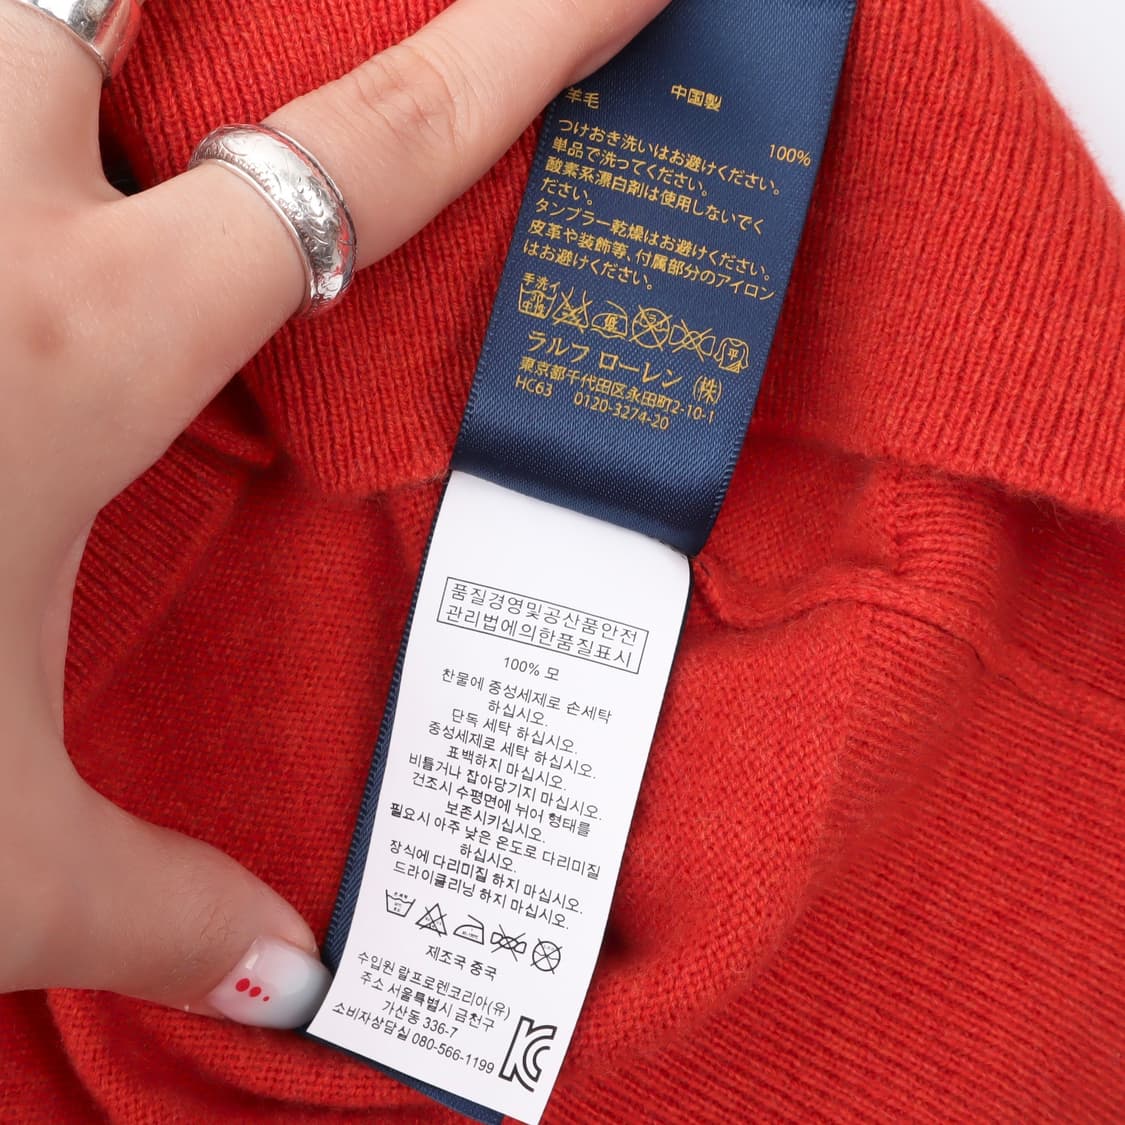 中国製
羊毛 100%
つけおき洗いはお避けください。
単品で洗ってください。
酸素系漂白剤は使用しないでく
ださい。
タンブラー乾燥はお避けください。
皮革や装飾等、付属部分のアイロン
はお避けください。
手洗イ
中性
低
ドライ
平
ラルフ ローレン (株)
東京都千代田区永田町2-10-1
HC63 0120-3274-20
품질경영및공산품안전
관리법에의한품질표시
100% 모
찬물에 중성세제로 손세탁
하십시오.
단독 세탁 하십시오.
중성세제로 세탁 하십시오.
표백하지 마십시오.
비틀거나 잡아당기지 마십시오.
건조시 수평면에 뉘어 형태를
보존시키십시오.
필요시 아주 낮은 온도로 다리미질
하십시오.
장식에 다리미질 하지 마십시오.
드라이클리닝 하지 마십시오.
제조국 중국
수입원 랄프로렌코리아(유)
주소 서울특별시 금천구
가산동 336-7
소비자상담실 080-566-1199